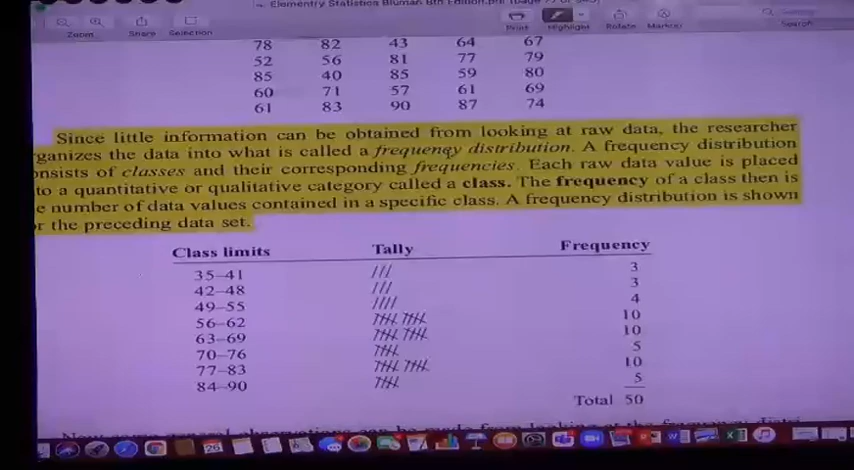 Elementry Statistics Bluman 8th Edition
Zoom Share Selection Print Highlight Rotate Markup Search
78 82 43 64 67
52 56 81 77 79
85 40 85 59 80
60 71 57 61 69
61 83 90 87 74
Since little information can be obtained from looking at raw data, the researcher
ganizes the data into what is called a frequency distribution. A frequency distribution
onsists of classes and their corresponding frequencies. Each raw data value is placed
to a quantitative or qualitative category called a class. The frequency of a class then is
e number of data values contained in a specific class. A frequency distribution is shown
r the preceding data set.
Class limits Tally Frequency
35–41 /// 3
42–48 /// 3
49–55 //// 4
56–62 10
63–69 10
70–76 5
77–83 10
84–90 5
Total 50